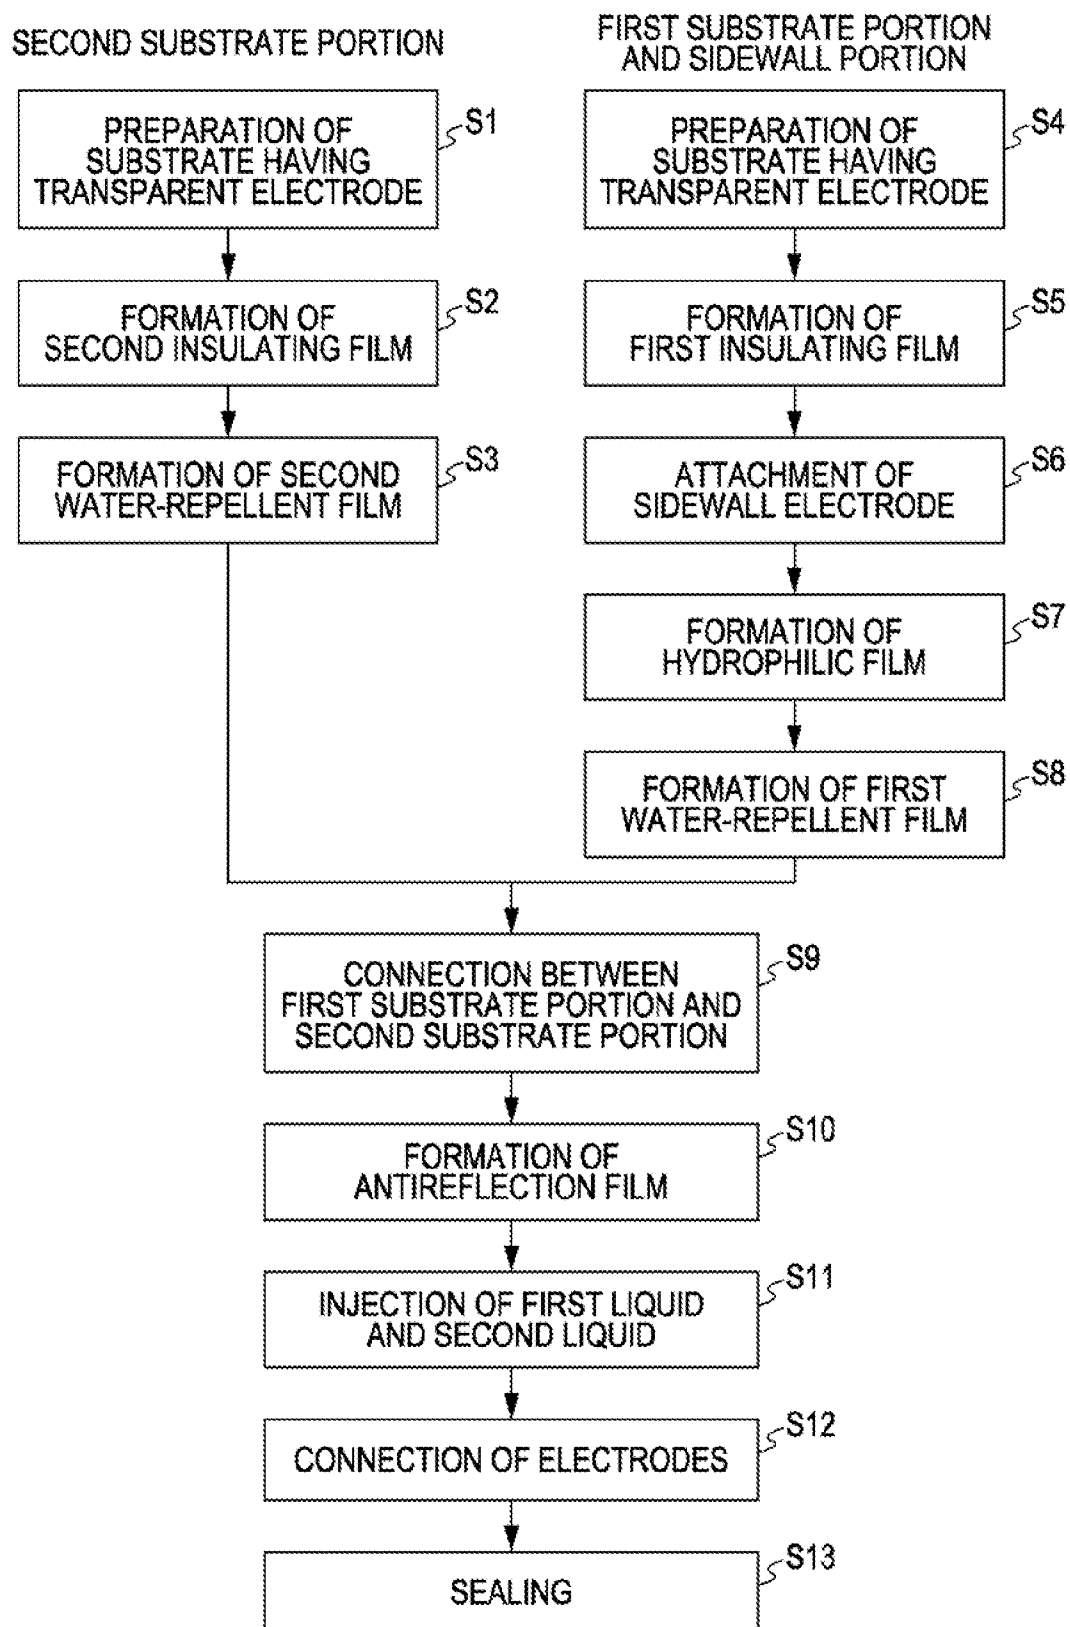 SECOND SUBSTRATE PORTION
PREPARATION OF
SUBSTRATE HAVING
TRANSPARENT ELECTRODE
S1
FORMATION OF
SECOND INSULATING FILM
S2
FORMATION OF SECOND
WATER-REPELLENT FILM
S3
FIRST SUBSTRATE PORTION
AND SIDEWALL PORTION
PREPARATION OF
SUBSTRATE HAVING
TRANSPARENT ELECTRODE
S4
FORMATION OF
FIRST INSULATING FILM
S5
ATTACHMENT OF
SIDEWALL ELECTRODE
S6
FORMATION OF
HYDROPHILIC FILM
S7
FORMATION OF FIRST
WATER-REPELLENT FILM
S8
CONNECTION BETWEEN
FIRST SUBSTRATE PORTION AND
SECOND SUBSTRATE PORTION
S9
FORMATION OF
ANTIREFLECTION FILM
S10
INJECTION OF FIRST LIQUID
AND SECOND LIQUID
S11
CONNECTION OF ELECTRODES
S12
SEALING
S13